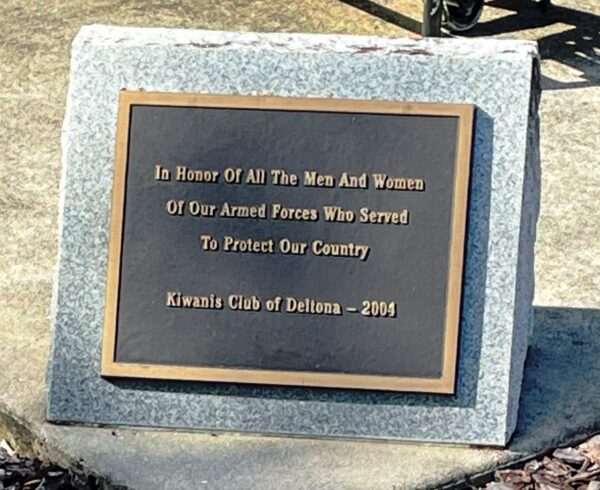 In Honor Of All The Men And Women
Of Our Armed Forces Who Served
To Protect Our Country
Kiwanis Club of Deltona – 2004